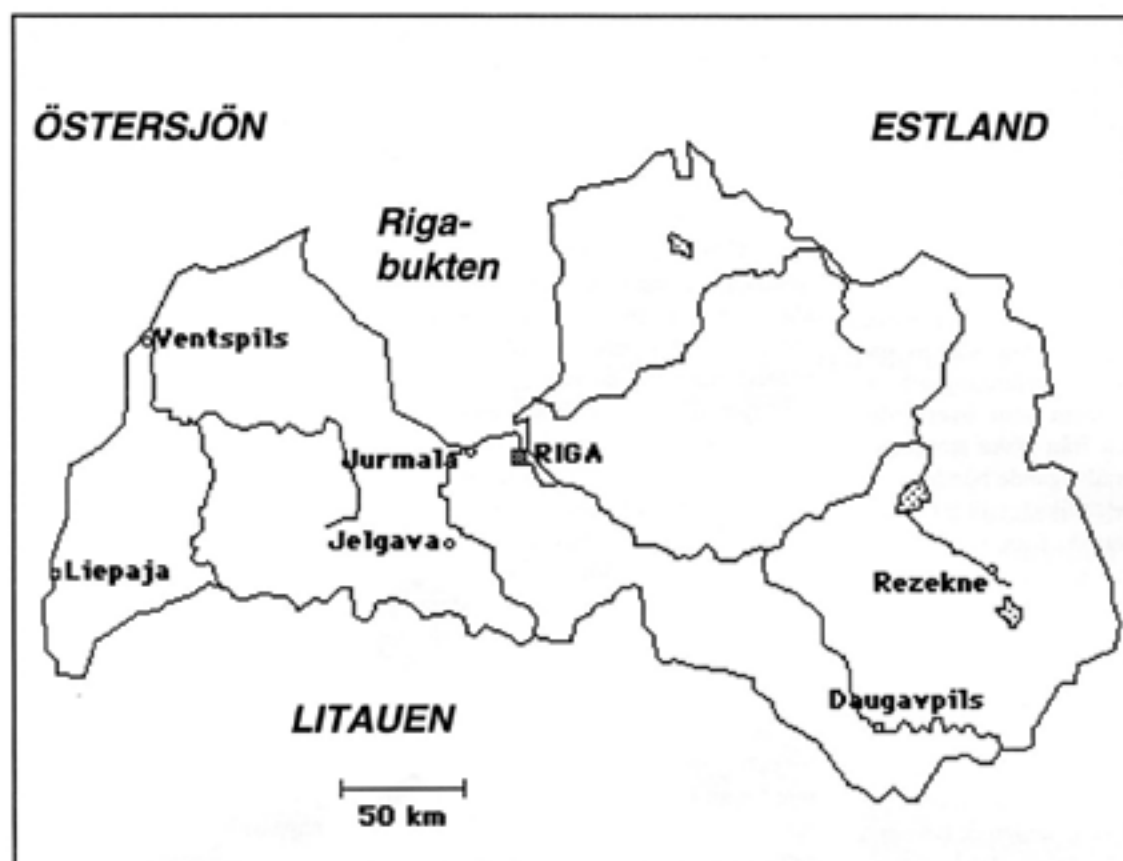 ÖSTERSJÖN
ESTLAND
Riga-
bukten
Ventspils
Jurmala
RIGA
Jelgava
Liepaja
Rezekne
Daugavpils
LITAUEN
50 km